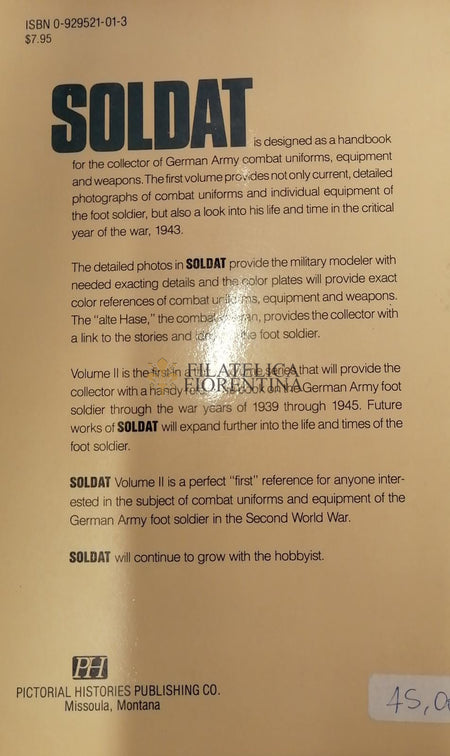 ISBN 0-929521-01-3
$7.95
SOLDAT is designed as a handbook
for the collector of German Army combat uniforms, equipment
and weapons. The first volume provides not only current, detailed
photographs of combat uniforms and individual equipment of
the foot soldier, but also a look into his life and time in the critical
year of the war, 1943.
The detailed photos in SOLDAT provide the military modeler with
needed exacting details and the color plates will provide exact
color references of combat uniforms, equipment and weapons.
The "alte Hase," the combat provides the collector with
a link to the stories and the foot soldier.
FILATELICA
FIORENTINA
Volume II is the first in series that will provide the
collector with a handy book on the German Army foot
soldier through the war years of 1939 through 1945. Future
works of SOLDAT will expand further into the life and times of the
foot soldier.
SOLDAT Volume II is a perfect "first" reference for anyone inter-
ested in the subject of combat uniforms and equipment of the
German Army foot soldier in the Second World War.
SOLDAT will continue to grow with the hobbyist.
PH
PICTORIAL HISTORIES PUBLISHING CO.
Missoula, Montana